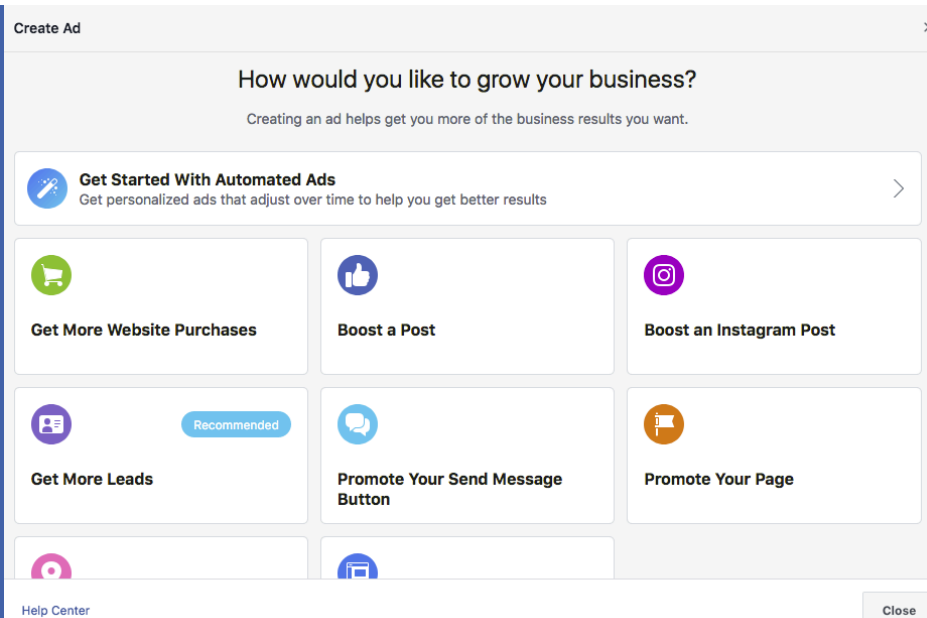 Create Ad
How would you like to grow your business?
Creating an ad helps get you more of the business results you want.
Get Started With Automated Ads
Get personalized ads that adjust over time to help you get better results
Get More Website Purchases
Boost a Post
Boost an Instagram Post
Recommended
Get More Leads
Promote Your Send Message
Button
Promote Your Page
Help Center
Close